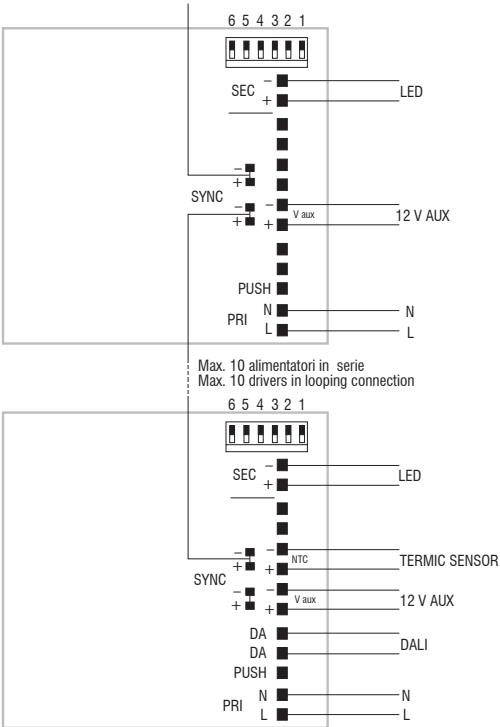 6 5 4 3 2 1
SEC - +
LED
SYNC - + - +
- + V aux
12 V AUX
PUSH
PRI N L
N
L
Max. 10 alimentatori in serie
Max. 10 drivers in looping connection
6 5 4 3 2 1
SEC - +
LED
- + NTC
TERMIC SENSOR
SYNC - + - +
- + V aux
12 V AUX
DA
DA
DALI
PUSH
PRI N L
N
L